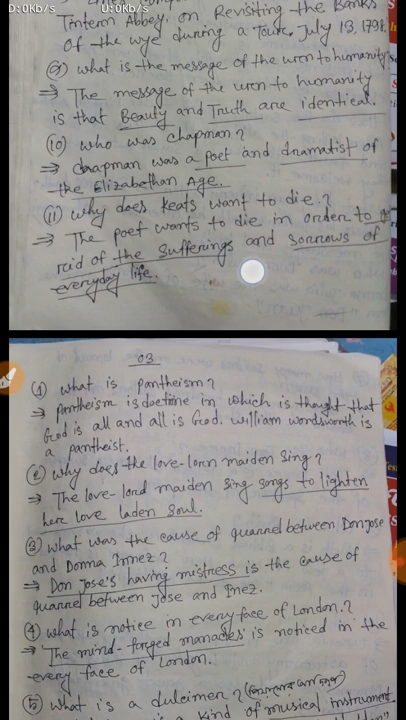 D:0Kb/s U:0Kb/s
Tintern Abbey, on Revisiting the Banks
of the wye during a Tour, July 13, 1798.
(9) what is the message of the urn to humanity
⇒ The message of the urn to humanity
is that Beauty and Truth are identical.
(10) who was chapman?
⇒ chapman was a poet and dramatist of
the Elizabethan Age.
(11) why does Keats want to die.?
⇒ The poet wants to die in order to
rid of the sufferings and sorrows of
everyday life.
03
(1) what is pantheism?
⇒ pantheism is doctine in which is thought that
God is all and all is God. william wordsworth is
a pantheist.
(2) why does the love-lorn maiden sing?
⇒ The love-lord maiden sing songs to lighten
her love laden soul.
(3) what was the cause of quarrel between Don Jose
and Donna Innez?
⇒ Don Jose's having mistress is the cause of
quarrel between Jose and Inez.
(4) what is notice in every face of London.?
→ The mind-forged manacles is noticed in the
every face of London.
(5) what is a dulcimer?
is a kind of musical instrument